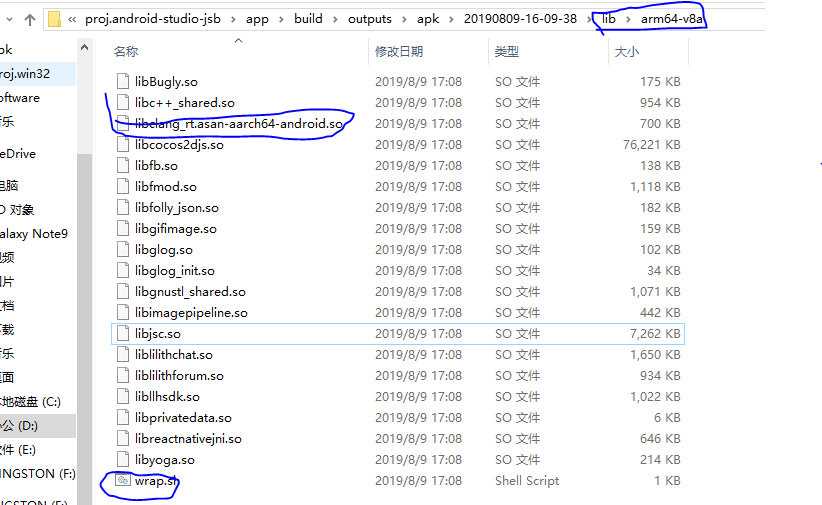 « proj.android-studio-jsb › app › build › outputs › apk › 20190809-16-09-38 › lib › arm64-v8a
名称 修改日期 类型 大小
libBugly.so 2019/8/9 17:08 SO 文件 175 KB
libc++_shared.so 2019/8/9 17:08 SO 文件 954 KB
libclang_rt.asan-aarch64-android.so 2019/8/9 17:08 SO 文件 700 KB
libcocos2djs.so 2019/8/9 17:08 SO 文件 76,221 KB
libfb.so 2019/8/9 17:08 SO 文件 138 KB
libfmod.so 2019/8/9 17:08 SO 文件 1,118 KB
libfolly_json.so 2019/8/9 17:08 SO 文件 182 KB
libgifimage.so 2019/8/9 17:08 SO 文件 159 KB
libglog.so 2019/8/9 17:08 SO 文件 102 KB
libglog_init.so 2019/8/9 17:08 SO 文件 34 KB
libgnustl_shared.so 2019/8/9 17:08 SO 文件 1,071 KB
libimagepipeline.so 2019/8/9 17:08 SO 文件 442 KB
libjsc.so 2019/8/9 17:08 SO 文件 7,262 KB
liblilithchat.so 2019/8/9 17:08 SO 文件 1,650 KB
liblilithforum.so 2019/8/9 17:08 SO 文件 934 KB
libllhsdk.so 2019/8/9 17:08 SO 文件 1,022 KB
libprivatedata.so 2019/8/9 17:08 SO 文件 6 KB
libreactnativejni.so 2019/8/9 17:08 SO 文件 646 KB
libyoga.so 2019/8/9 17:08 SO 文件 214 KB
wrap.sh 2019/8/9 17:08 Shell Script 1 KB
pk
roj.win32
oftware
乐
neDrive
电脑
D 对象
alaxy Note9
视频
图片
文档
下载
音乐
桌面
本地磁盘 (C:)
办公 (D:)
软件 (E:)
INGSTON (F:)